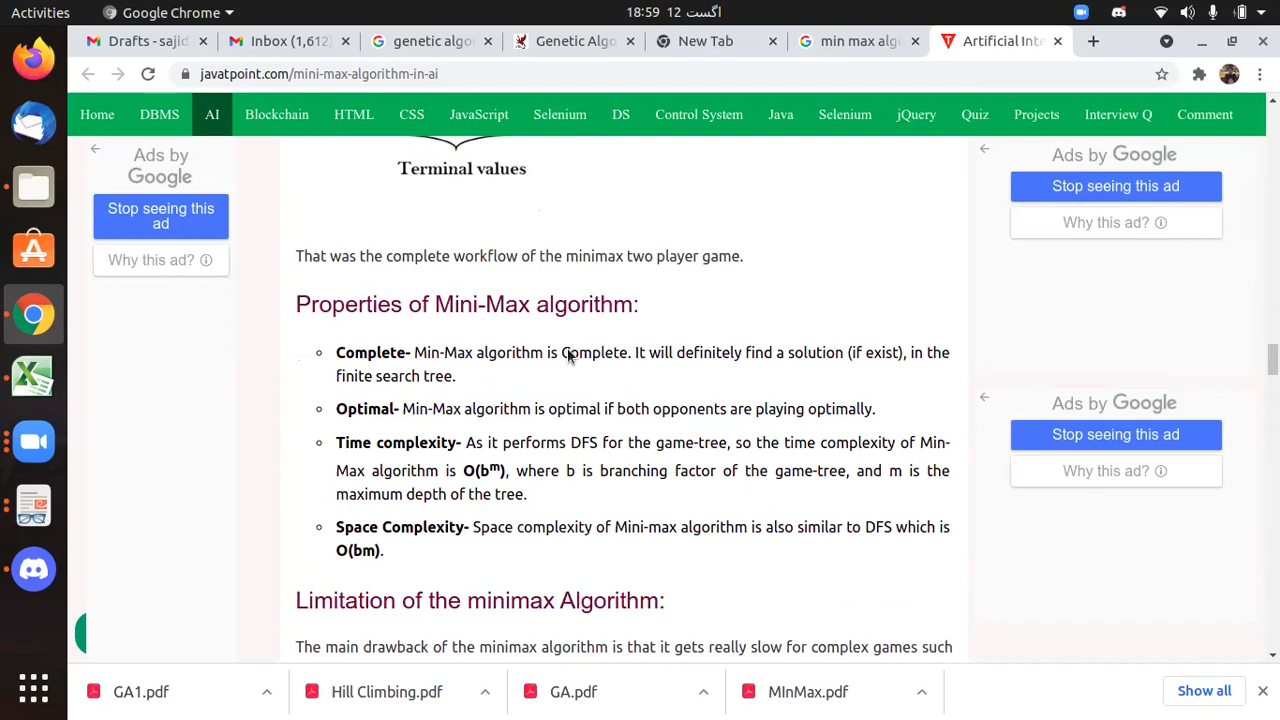 Activities Google Chrome 18:59 12 اگست
Drafts - sajid Inbox (1,612) genetic algo Genetic Algo New Tab min max alg Artificial Inte
javatpoint.com/mini-max-algorithm-in-ai
Home DBMS AI Blockchain HTML CSS JavaScript Selenium DS Control System Java Selenium jQuery Quiz Projects Interview Q Comment
Ads by
Google
Stop seeing this
ad
Why this ad?
Ads by Google
Stop seeing this ad
Why this ad?
Terminal values
That was the complete workflow of the minimax two player game.
Properties of Mini-Max algorithm:
Complete- Min-Max algorithm is Complete. It will definitely find a solution (if exist), in the
finite search tree.
Optimal- Min-Max algorithm is optimal if both opponents are playing optimally.
Time complexity- As it performs DFS for the game-tree, so the time complexity of Min-
Max algorithm is O(bᵐ), where b is branching factor of the game-tree, and m is the
maximum depth of the tree.
Space Complexity- Space complexity of Mini-max algorithm is also similar to DFS which is
O(bm).
Limitation of the minimax Algorithm:
The main drawback of the minimax algorithm is that it gets really slow for complex games such
Ads by Google
Stop seeing this ad
Why this ad?
GA1.pdf Hill Climbing.pdf GA.pdf MInMax.pdf Show all